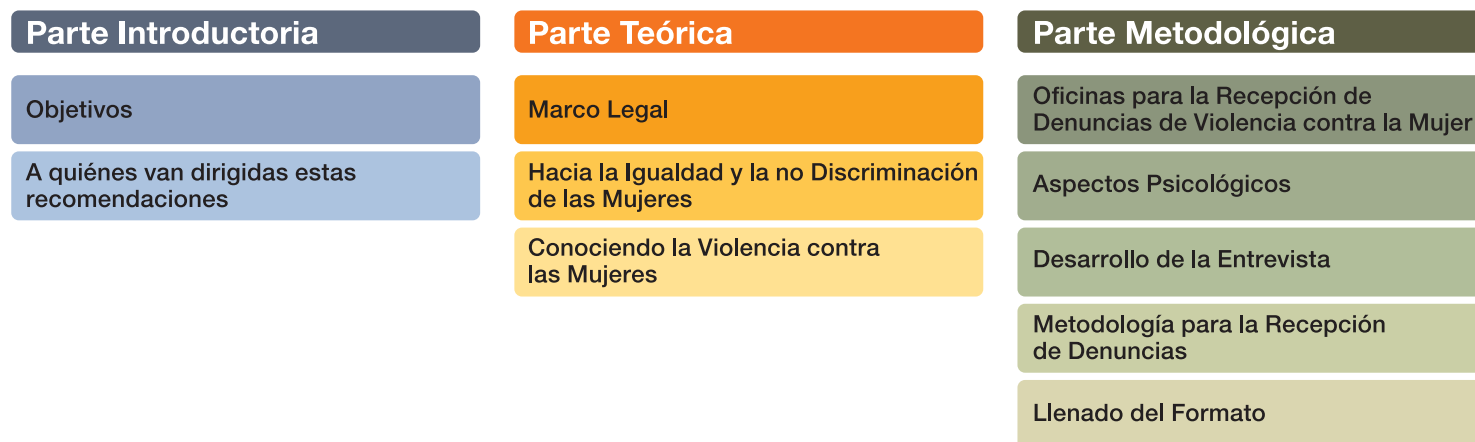 Parte Introductoria
Objetivos
A quiénes van dirigidas estas
recomendaciones
Parte Teórica
Marco Legal
Hacia la Igualdad y la no Discriminación
de las Mujeres
Conociendo la Violencia contra
las Mujeres
Parte Metodológica
Oficinas para la Recepción de
Denuncias de Violencia contra la Mujer
Aspectos Psicológicos
Desarrollo de la Entrevista
Metodología para la Recepción
de Denuncias
Llenado del Formato